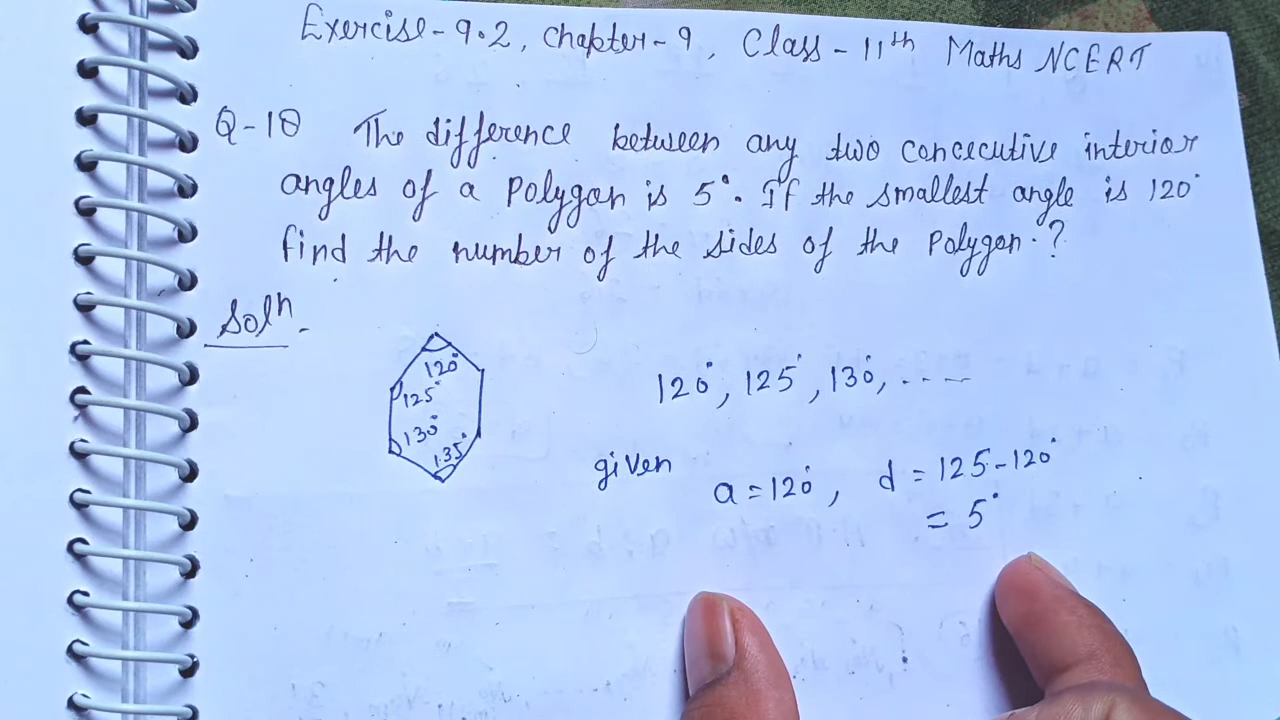 Exercise-9.2, Chapter-9, Class-11th Maths NCERT
Q-18 The difference between any two concecutive interior
angles of a Polygon is 5°. If the smallest angle is 120°
find the number of the sides of the Polygon.?
Solⁿ.
120°
125°
130°
135°
120°, 125°, 130°, .....
given
a=120°, d = 125-120°
= 5°